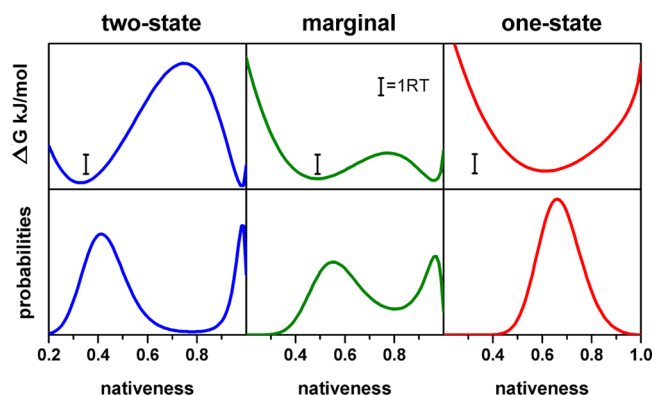 two-state marginal one-state
ΔG kJ/mol
=1RT
probabilities
0.2 0.4 0.6 0.8 0.4 0.6 0.8 0.4 0.6 0.8 1.0
nativeness nativeness nativeness